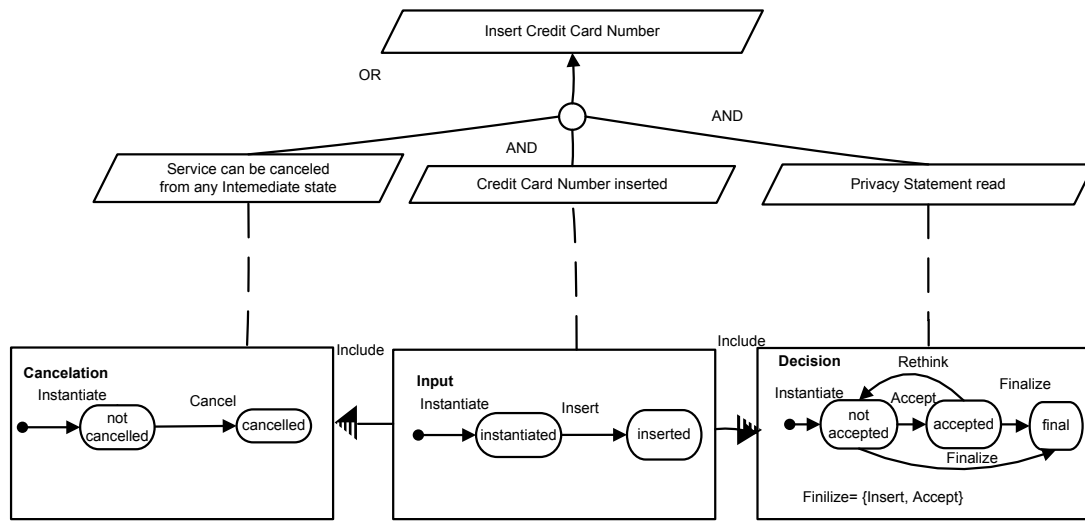 Insert Credit Card Number
OR
AND
AND
Service can be canceled
from any Intemediate state
Credit Card Number inserted
Privacy Statement read
Include
Include
Cancelation
Instantiate
Cancel
not
cancelled
cancelled
Input
Instantiate
Insert
instantiated
inserted
Decision
Rethink
Instantiate
Accept
Finalize
not
accepted
accepted
final
Finalize
Finilize= {Insert, Accept}